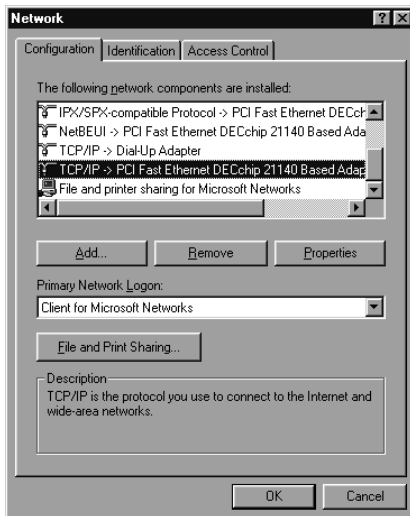 Network
Configuration Identification Access Control
The following network components are installed:
IPX/SPX-compatible Protocol -> PCI Fast Ethernet DECch
NetBEUI -> PCI Fast Ethernet DECchip 21140 Based Ada
TCP/IP -> Dial-Up Adapter
TCP/IP -> PCI Fast Ethernet DECchip 21140 Based Adap
File and printer sharing for Microsoft Networks
Add... Remove Properties
Primary Network Logon:
Client for Microsoft Networks
File and Print Sharing...
Description
TCP/IP is the protocol you use to connect to the Internet and
wide-area networks.
OK Cancel